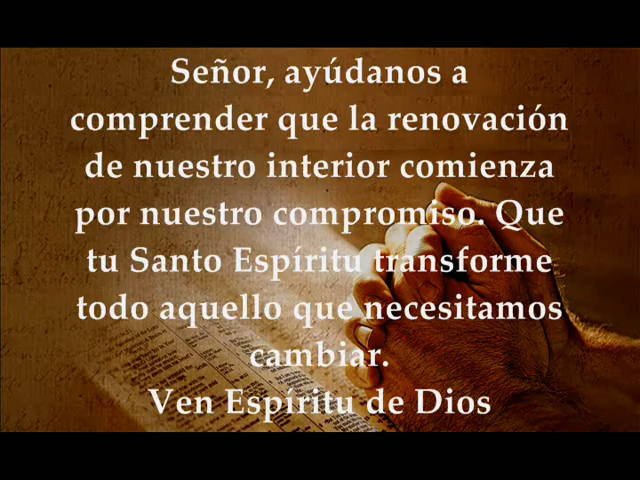 Señor, ayúdanos a
comprender que la renovación
de nuestro interior comienza
por nuestro compromiso. Que
tu Santo Espíritu transforme
todo aquello que necesitamos
cambiar.
Ven Espíritu de Dios